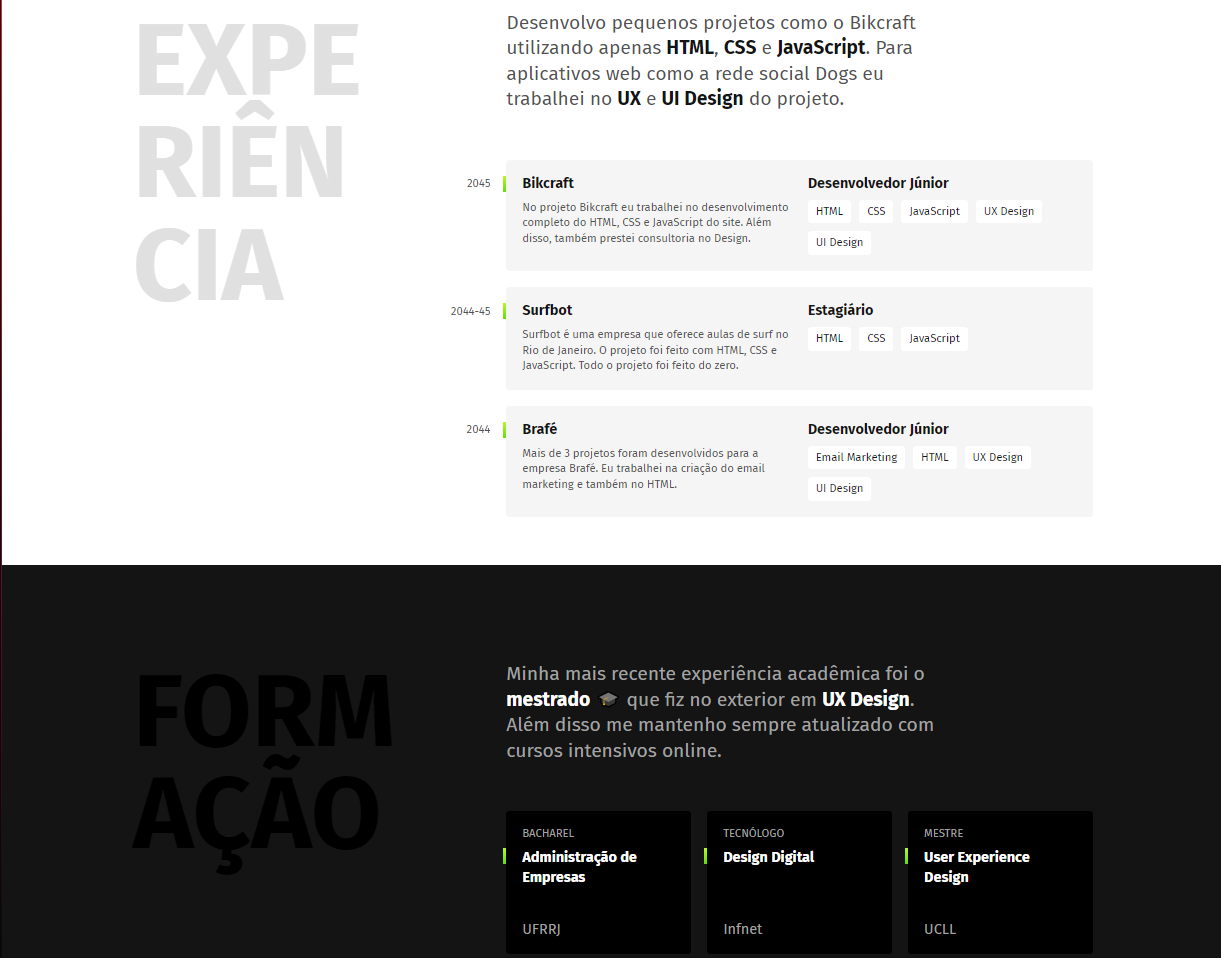 EXPE
RIÊN
CIA
Desenvolvo pequenos projetos como o Bikcraft
utilizando apenas HTML, CSS e JavaScript. Para
aplicativos web como a rede social Dogs eu
trabalhei no UX e UI Design do projeto.
2045
Bikcraft
No projeto Bikcraft eu trabalhei no desenvolvimento
completo do HTML, CSS e JavaScript do site. Além
disso, também prestei consultoria no Design.
Desenvolvedor Júnior
HTML CSS JavaScript UX Design
UI Design
2044-45
Surfbot
Surfbot é uma empresa que oferece aulas de surf no
Rio de Janeiro. O projeto foi feito com HTML, CSS e
JavaScript. Todo o projeto foi feito do zero.
Estagiário
HTML CSS JavaScript
2044
Brafé
Mais de 3 projetos foram desenvolvidos para a
empresa Brafé. Eu trabalhei na criação do email
marketing e também no HTML.
Desenvolvedor Júnior
Email Marketing HTML UX Design
UI Design
FORM
AÇÃO
Minha mais recente experiência acadêmica foi o
mestrado 🎓 que fiz no exterior em UX Design.
Além disso me mantenho sempre atualizado com
cursos intensivos online.
BACHAREL
Administração de
Empresas
UFRRJ
TECNÓLOGO
Design Digital
Infnet
MESTRE
User Experience
Design
UCLL